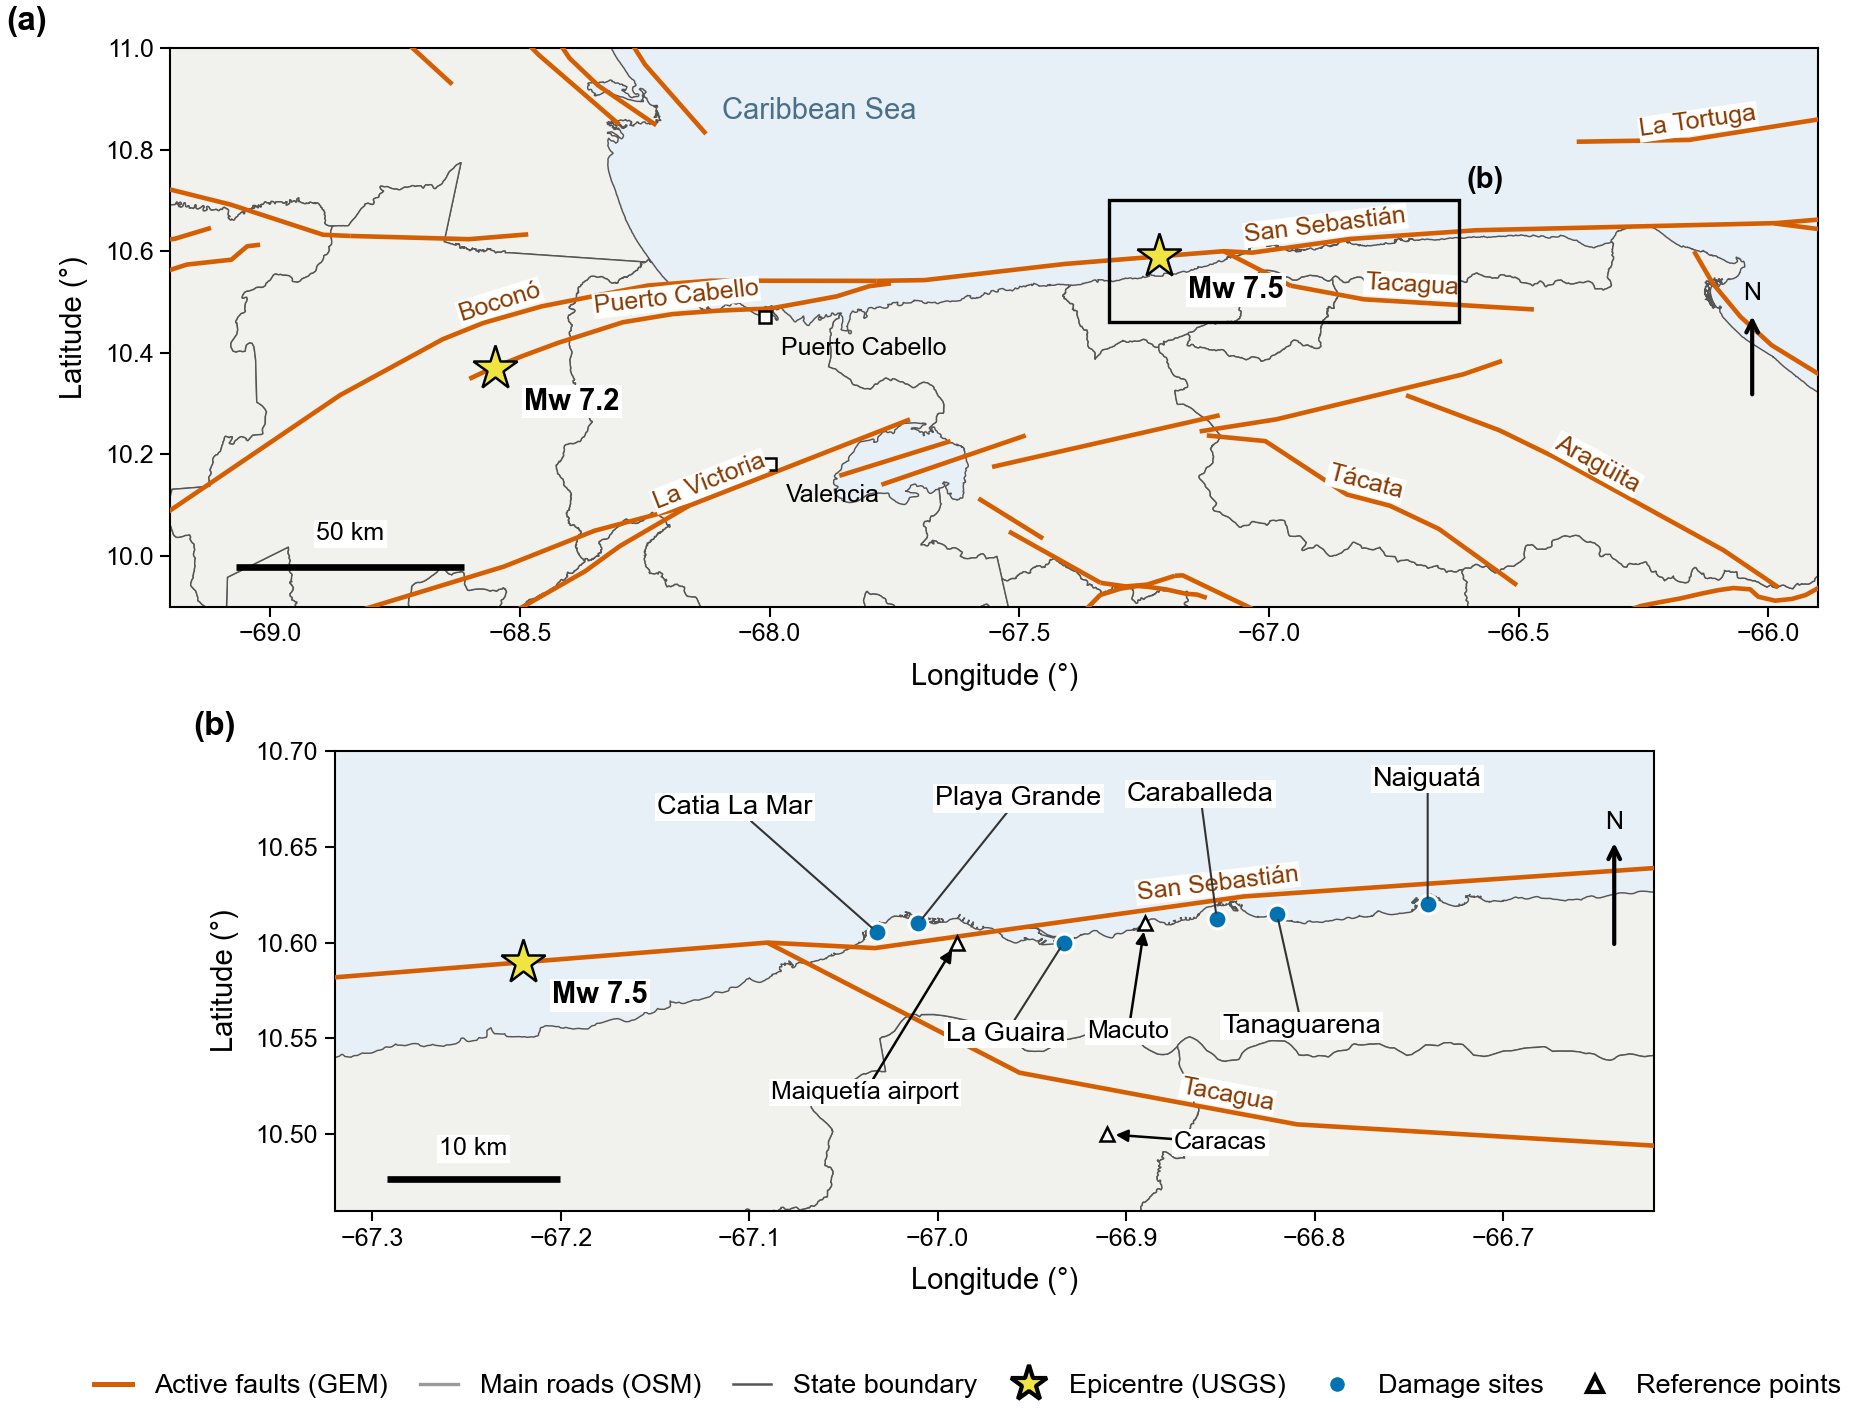 (a)
11.0
10.8
10.6
10.4
10.2
10.0
Latitude (°)
Caribbean Sea
La Tortuga
(b)
San Sebastián
Tacagua
Mw 7.5
N
Boconó
Puerto Cabello
Puerto Cabello
Mw 7.2
La Victoria
Valencia
Tácata
Aragüita
50 km
−69.0
−68.5
−68.0
−67.5
−67.0
−66.5
−66.0
Longitude (°)
(b)
10.70
10.65
10.60
10.55
10.50
Latitude (°)
Catia La Mar
Playa Grande
Caraballeda
Naiguatá
N
San Sebastián
Mw 7.5
La Guaira
Macuto
Tanaguarena
Maiquetía airport
Tacagua
Caracas
10 km
−67.3
−67.2
−67.1
−67.0
−66.9
−66.8
−66.7
Longitude (°)
Active faults (GEM)
Main roads (OSM)
State boundary
Epicentre (USGS)
Damage sites
Reference points